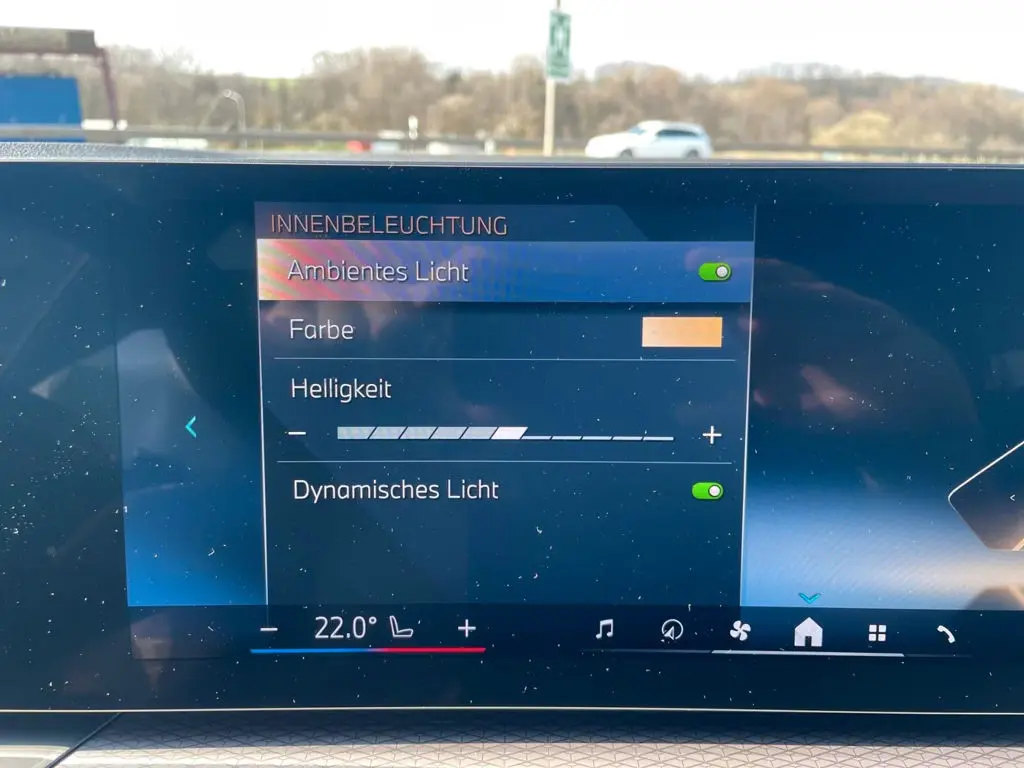 INNENBELEUCHTUNG
Ambientes Licht
Farbe
Helligkeit
− +
Dynamisches Licht
− 22.0° +